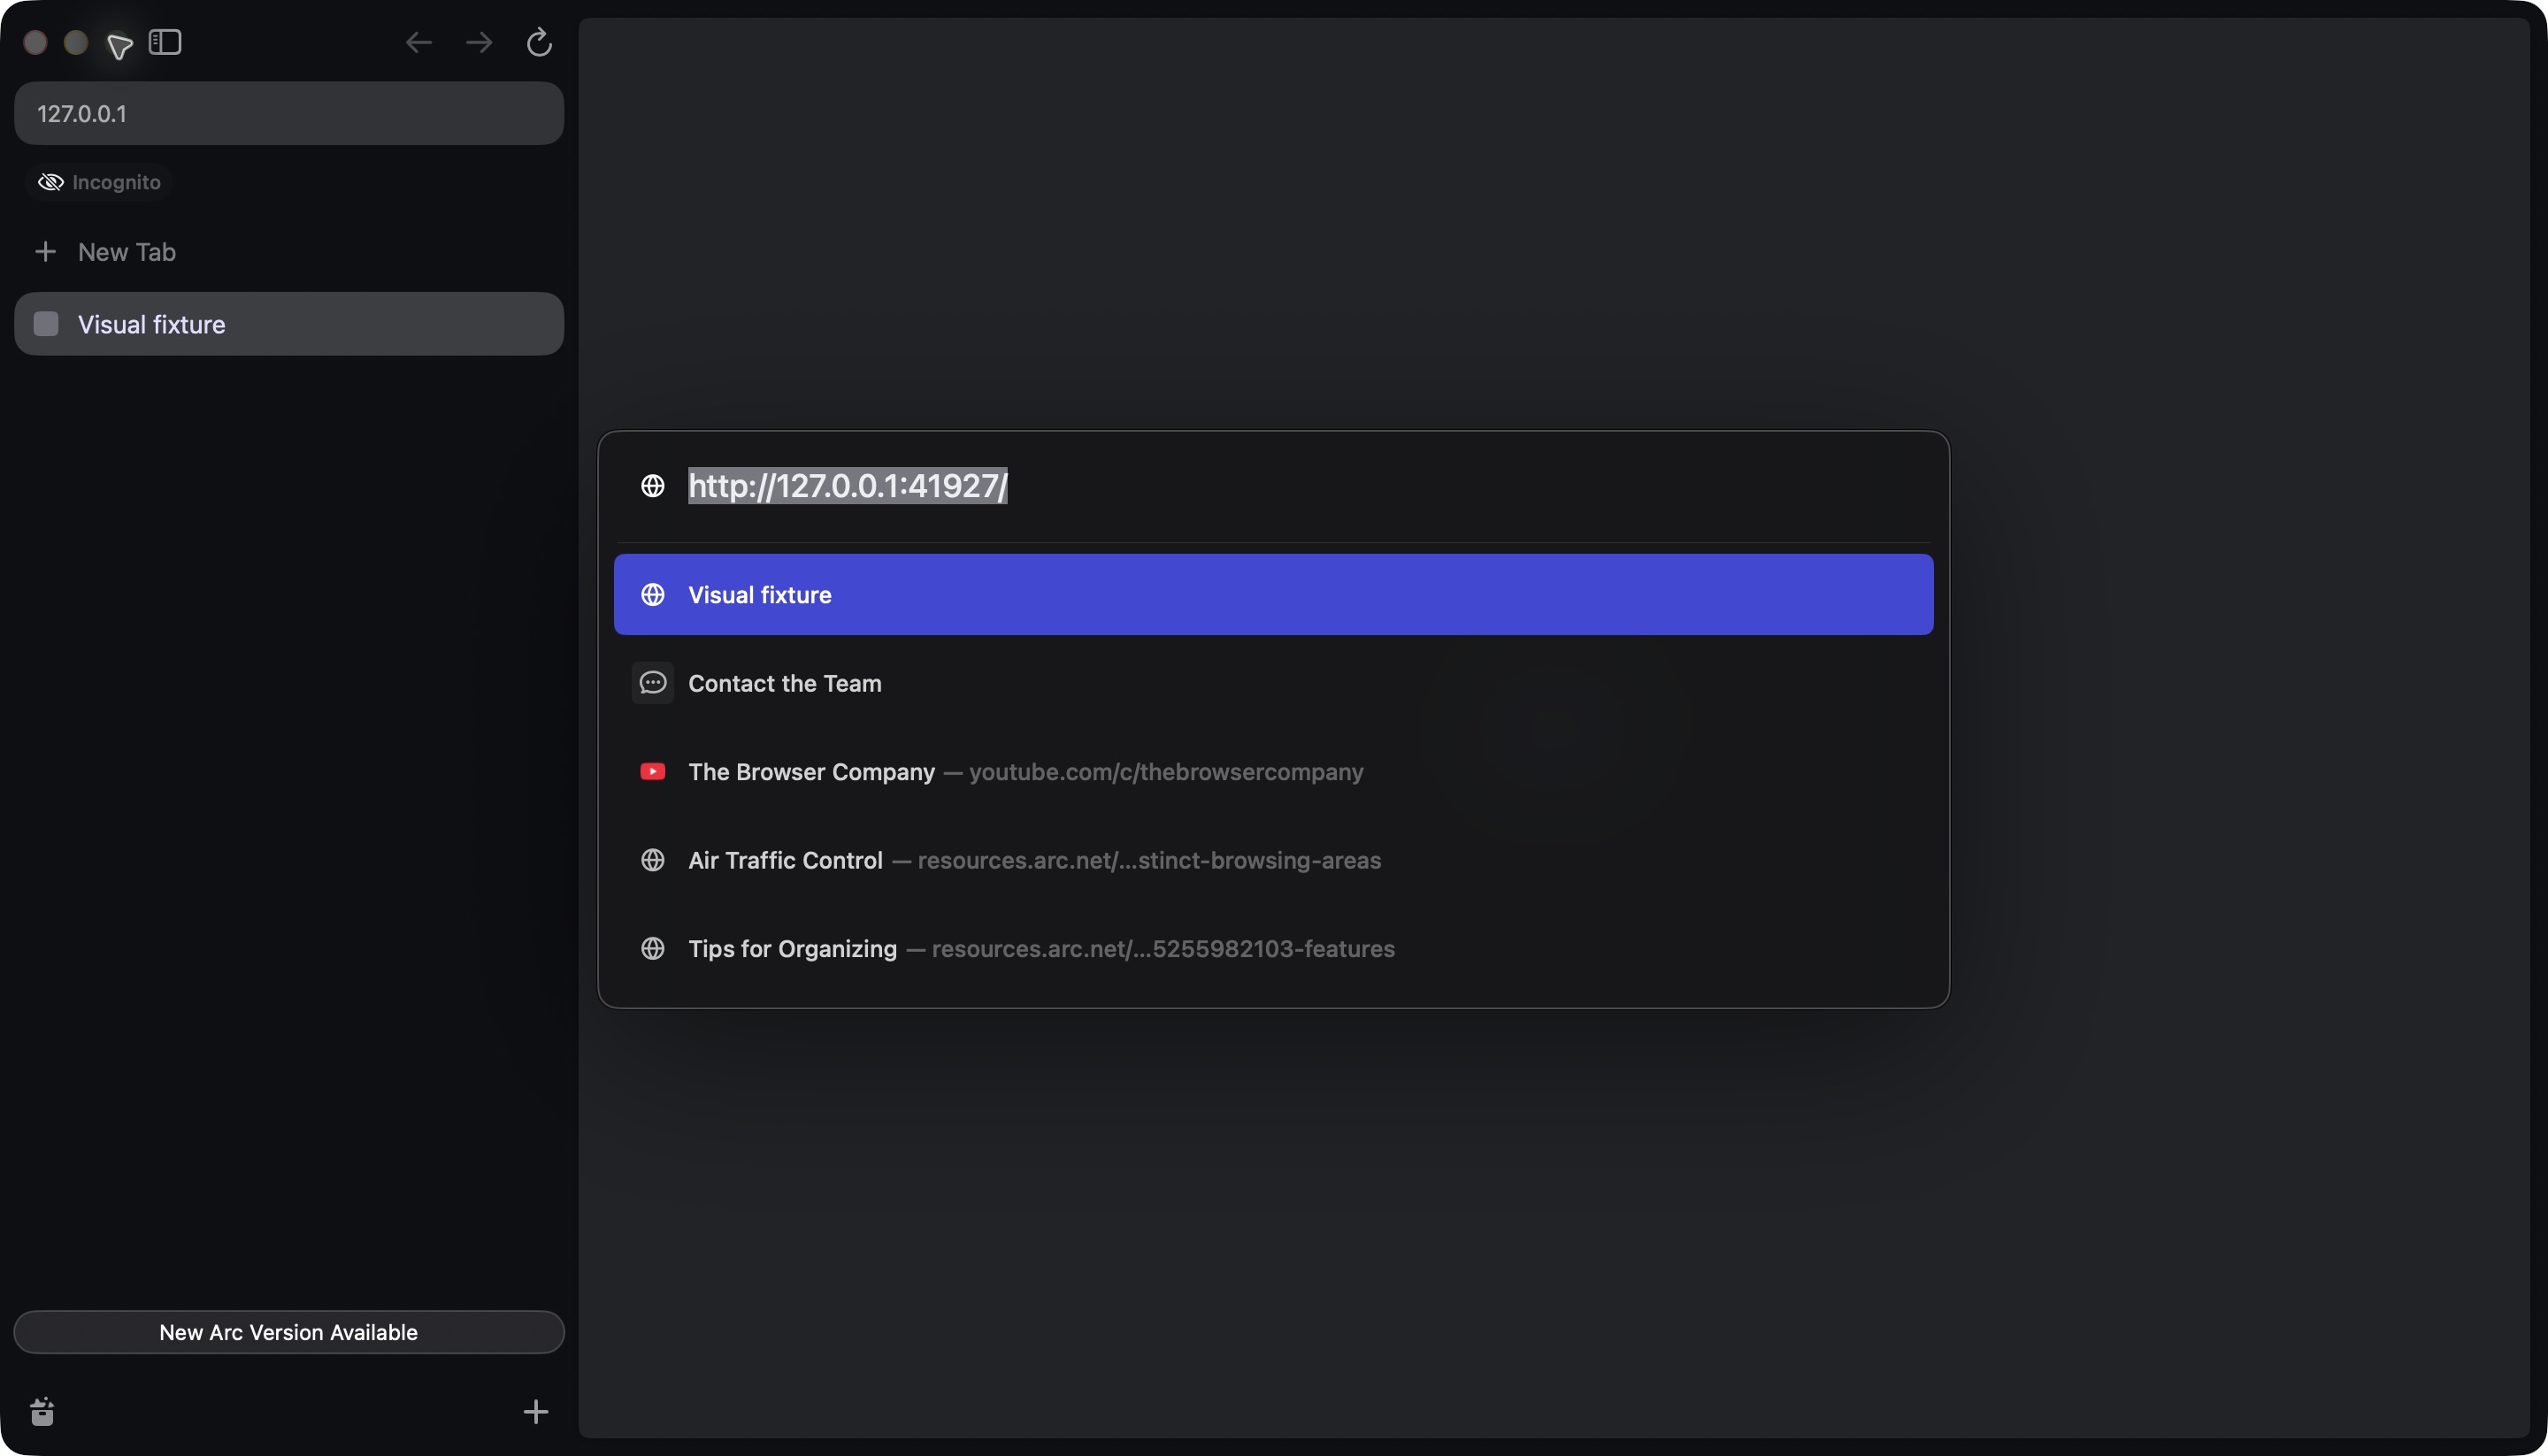 127.0.0.1
Incognito
New Tab
Visual fixture
http://127.0.0.1:41927/
Visual fixture
Contact the Team
The Browser Company — youtube.com/c/thebrowsercompany
Air Traffic Control — resources.arc.net/...stinct-browsing-areas
Tips for Organizing — resources.arc.net/...5255982103-features
New Arc Version Available